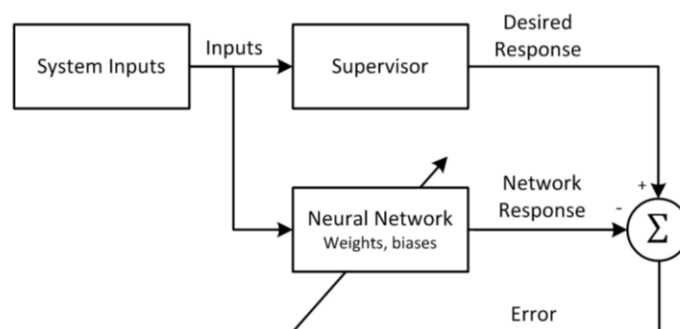 System Inputs
Inputs
Supervisor
Desired
Response
Neural Network
Weights, biases
Network
Response
+
-
Σ
Error